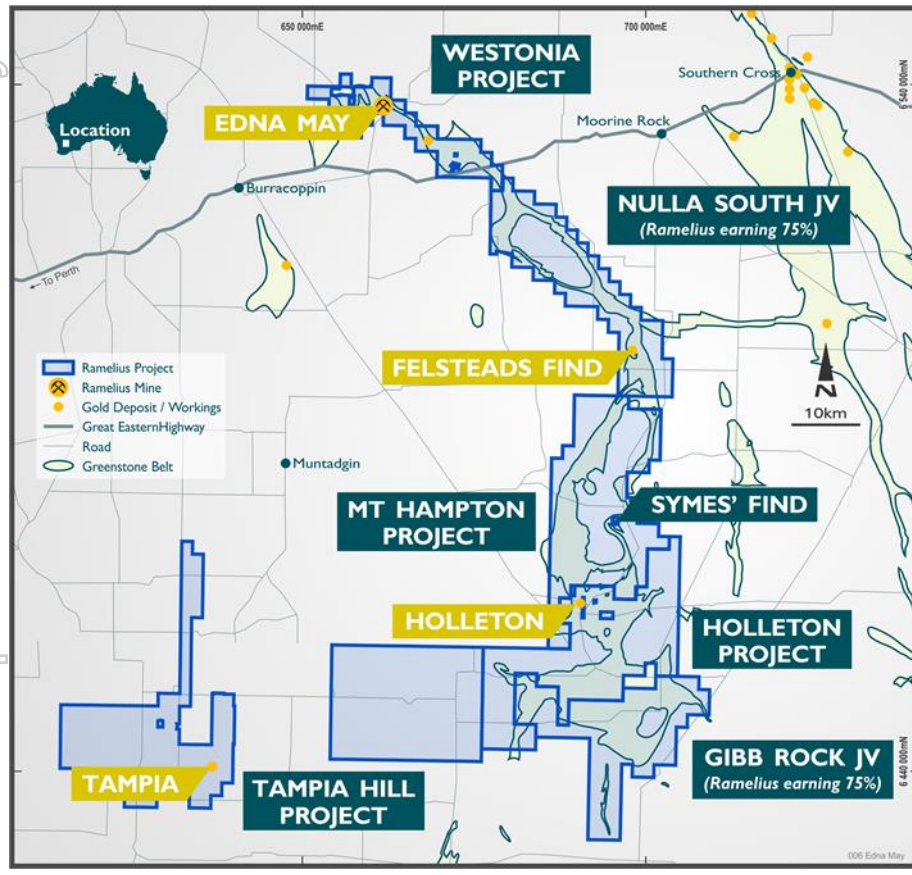 650 000mE
700 000mE
WESTONIA
PROJECT
Southern Cross
6 540 000mN
EDNA MAY
Moorine Rock
Location
Burracoppin
NULLA SOUTH JV
(Ramelius earning 75%)
To Perth
FELSTEADS FIND
Ramelius Project
Ramelius Mine
Gold Deposit / Workings
Great EasternHighway
Road
Greenstone Belt
N
10km
Muntadgin
MT HAMPTON
PROJECT
SYMES' FIND
HOLLETON
HOLLETON
PROJECT
TAMPIA
TAMPIA HILL
PROJECT
GIBB ROCK JV
(Ramelius earning 75%)
6 440 000mN
006 Edna May